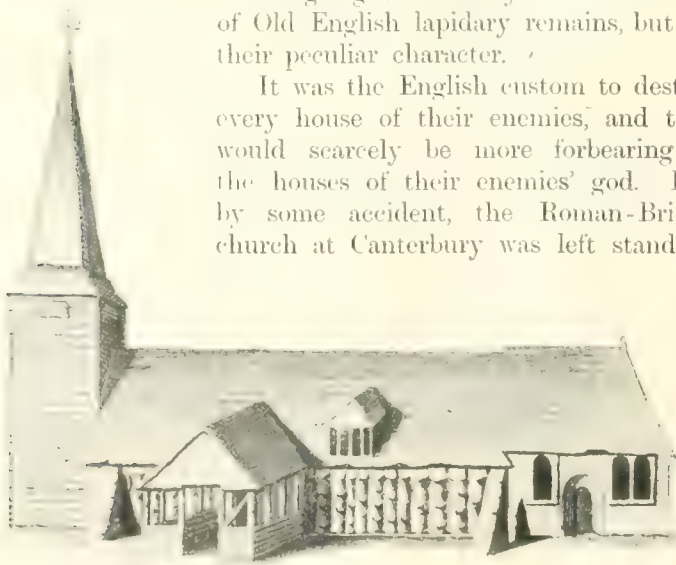 of Old English lapidary remains, but
their peculiar character.
It was the English custom to dest
every house of their enemies, and t
would scarcely be more forbearing
the houses of their enemies' god.
by some accident, the Roman-Bri
church at Canterbury was left stand